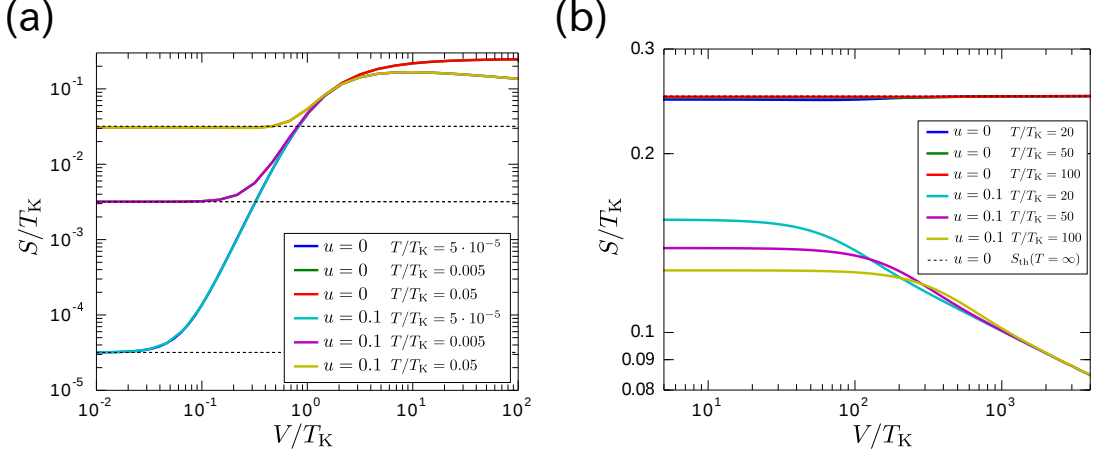 (a)
S/T_K
10^-1
10^-2
10^-3
10^-4
10^-5
10^-2 10^-1 10^0 10^1 10^2
V/T_K
u = 0 T/T_K = 5 · 10^-5
u = 0 T/T_K = 0.005
u = 0 T/T_K = 0.05
u = 0.1 T/T_K = 5 · 10^-5
u = 0.1 T/T_K = 0.005
u = 0.1 T/T_K = 0.05
(b)
S/T_K
0.3
0.2
0.1
0.09
0.08
10^1 10^2 10^3
V/T_K
u = 0 T/T_K = 20
u = 0 T/T_K = 50
u = 0 T/T_K = 100
u = 0.1 T/T_K = 20
u = 0.1 T/T_K = 50
u = 0.1 T/T_K = 100
u = 0 S_th(T = ∞)